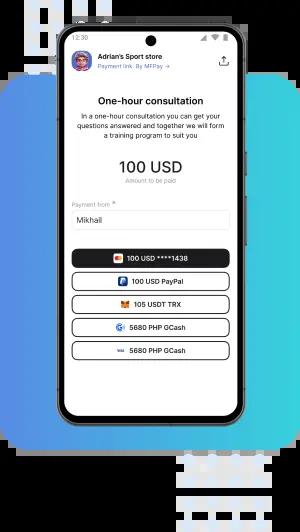 12:30
Adrian's Sport store
Payment link. By MFPay →
One-hour consultation
In a one-hour consultation you can get your
questions answered and together we will form
a training program to suit you
100 USD
Amount to be paid
Payment from *
Mikhail
100 USD ****1438
100 USD PayPal
105 USDT TRX
5680 PHP GCash
VISA 5680 PHP GCash